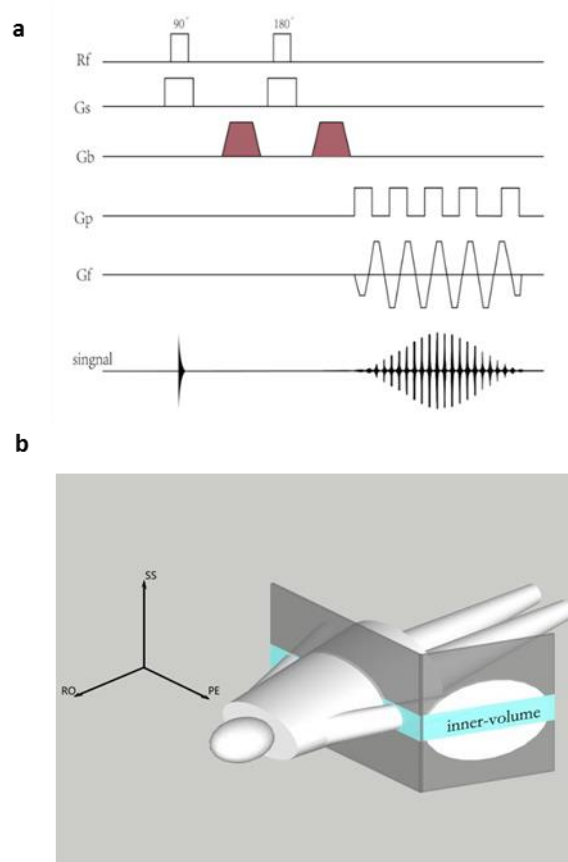 a
90° 180°
Rf
Gs
Gb
Gp
Gf
singnal
b
SS
RO
PE
inner-volume